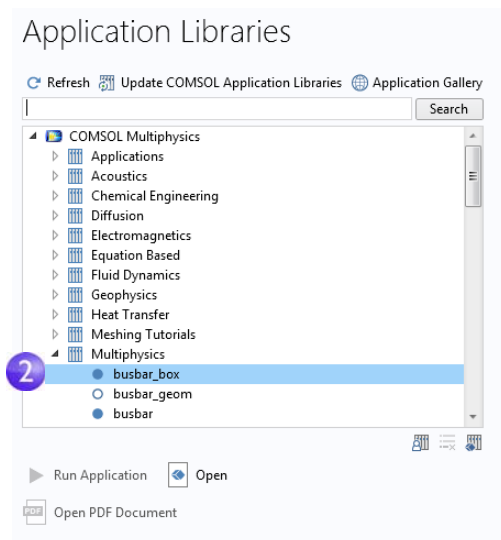 Application Libraries
Refresh Update COMSOL Application Libraries Application Gallery
Search
COMSOL Multiphysics
Applications
Acoustics
Chemical Engineering
Diffusion
Electromagnetics
Equation Based
Fluid Dynamics
Geophysics
Heat Transfer
Meshing Tutorials
Multiphysics
2 busbar_box
busbar_geom
busbar
Run Application Open
PDF Open PDF Document